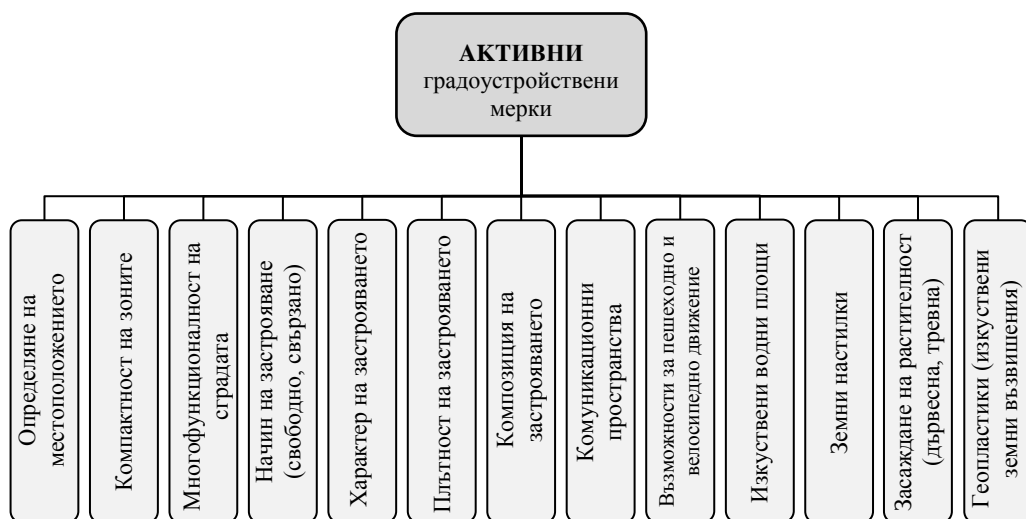 АКТИВНИ
градоустройствени
мерки
Определяне на
местоположението
Компактност на зоните
Многофункционалност на
сградата
Начин на застрояване
(свободно, свързано)
Характер на застрояването
Плътност на застрояването
Композиция на
застрояването
Комуникационни
пространства
Възможности за пешеходно и
велосипедно движение
Изкуствени водни площи
Земни настилки
Засаждане на растителност
(дървесна, тревна)
Геопластики (изкуствени
земни възвишения)